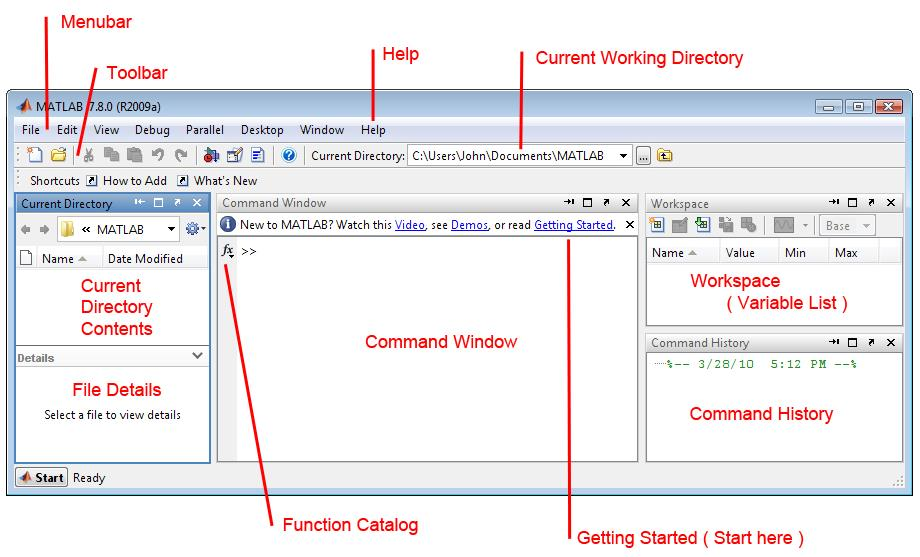 Menubar
Help
Current Working Directory
Toolbar
MATLAB 7.8.0 (R2009a)
File Edit View Debug Parallel Desktop Window Help
Current Directory: C:\Users\John\Documents\MATLAB ...
Shortcuts How to Add What's New
Current Directory
« MATLAB
Name Date Modified
Current
Directory
Contents
Details
File Details
Select a file to view details
Command Window
New to MATLAB? Watch this Video, see Demos, or read Getting Started.
fx >>
Command Window
Workspace
Base
Name Value Min Max
Workspace
( Variable List )
Command History
%-- 3/28/10 5:12 PM --%
Command History
Start Ready
Function Catalog
Getting Started ( Start here )